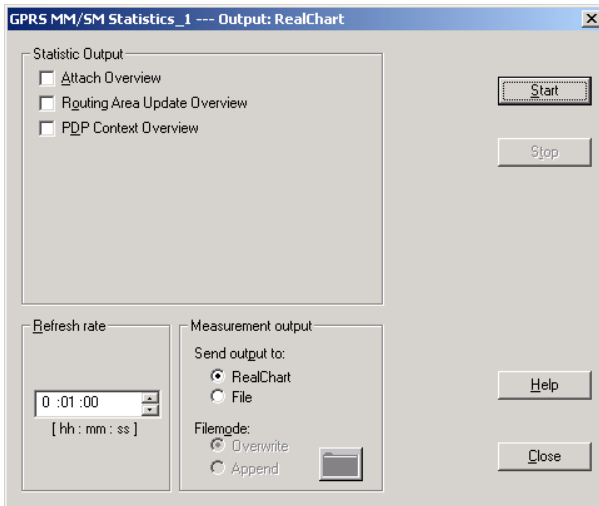 GPRS MM/SM Statistics_1 --- Output: RealChart
Statistic Output
Attach Overview
Routing Area Update Overview
PDP Context Overview
Start
Stop
Refresh rate
0 :01 :00
[ hh : mm : ss ]
Measurement output
Send output to:
RealChart
File
Filemode:
Overwrite
Append
Help
Close